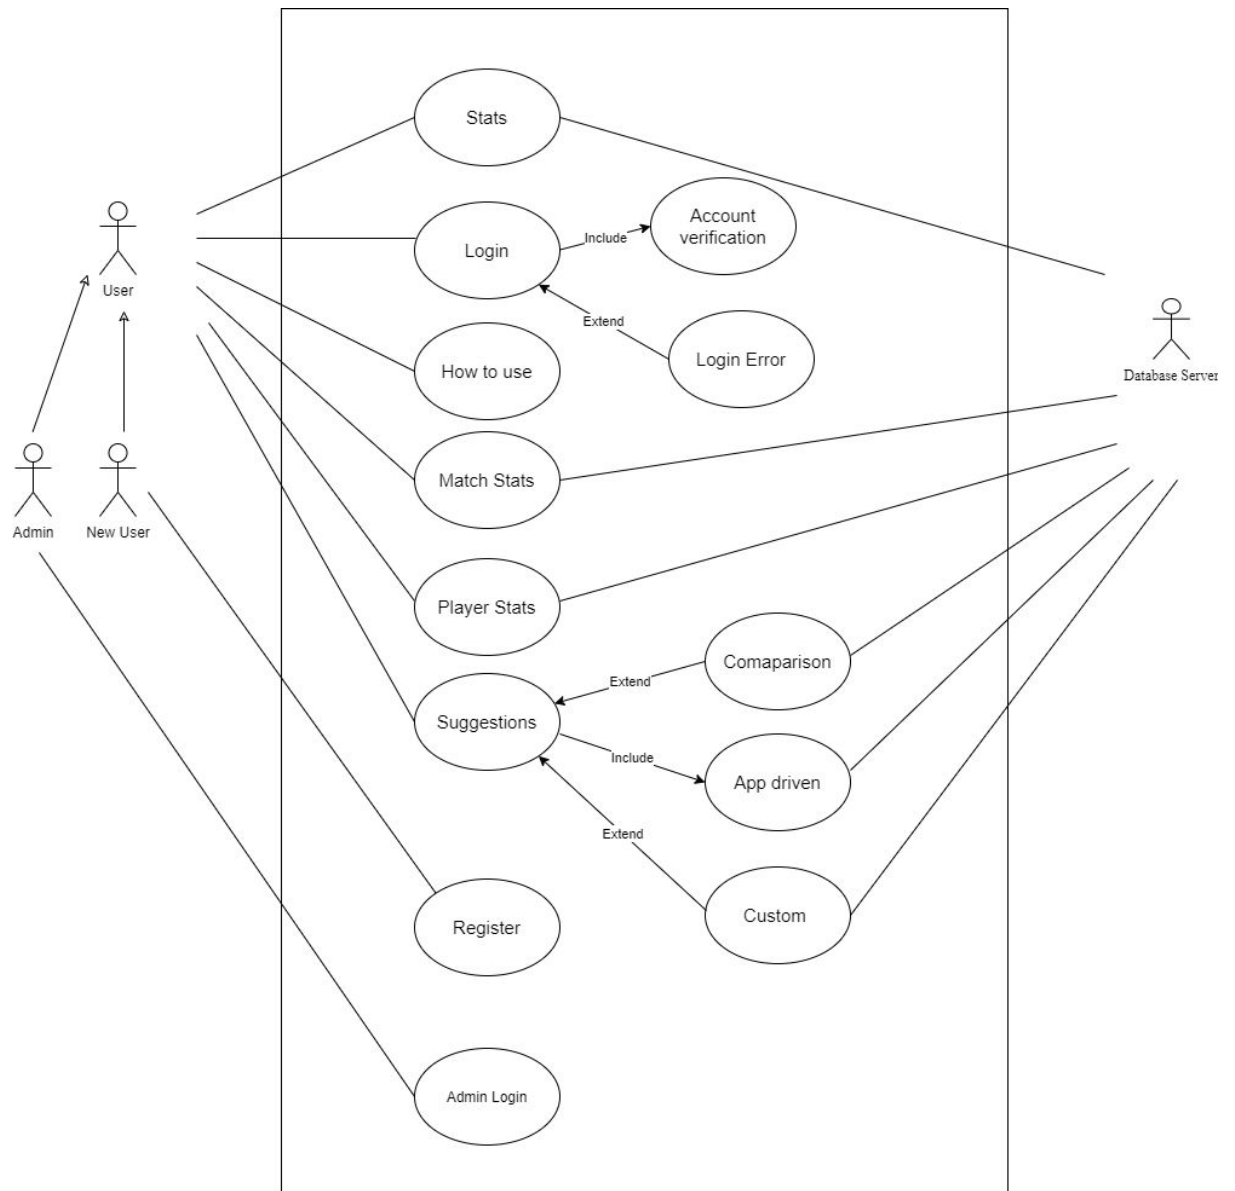 Stats
Account
verification
Include
Login
User
Extend
Login Error
How to use
Database Server
Match Stats
Admin
New User
Player Stats
Comaparison
Extend
Suggestions
Include
App driven
Extend
Custom
Register
Admin Login